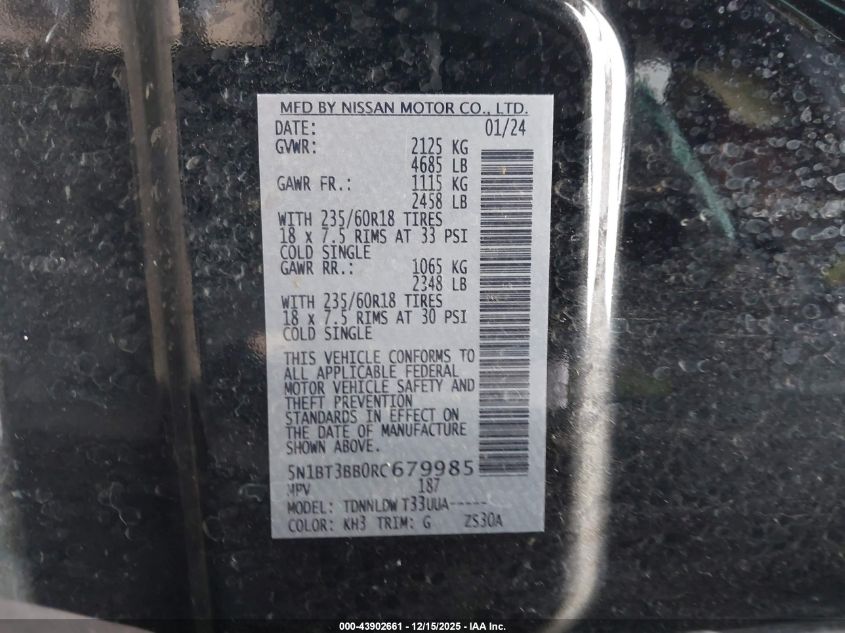 MFD BY NISSAN MOTOR CO., LTD.
DATE: 01/24
GVWR: 2125 KG
4685 LB
GAWR FR.: 1115 KG
2458 LB
WITH 235/60R18 TIRES
18 x 7.5 RIMS AT 33 PSI
COLD SINGLE
GAWR RR.: 1065 KG
2348 LB
WITH 235/60R18 TIRES
18 x 7.5 RIMS AT 30 PSI
COLD SINGLE
THIS VEHICLE CONFORMS TO
ALL APPLICABLE FEDERAL
MOTOR VEHICLE SAFETY AND
THEFT PREVENTION
STANDARDS IN EFFECT ON
THE DATE OF MANUFACTURE
SHOWN ABOVE.
5N1BT3BB0RC679985
MPV 187
MODEL: TDNNLDW T33UUA-----
COLOR: KH3 TRIM: G ZS30A
000-43902661 - 12/15/2025 - IAA Inc.